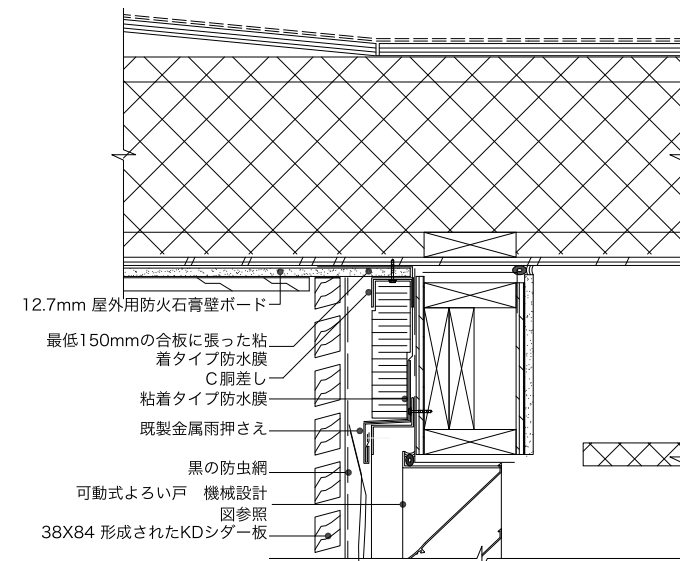 12.7mm 屋外用防火石膏壁ボード
最低150mmの合板に張った粘
着タイプ防水膜
C胴差し
粘着タイプ防水膜
既製金属雨押さえ
黒の防虫網
可動式よろい戸　機械設計
図参照
38X84 形成されたKDシダー板